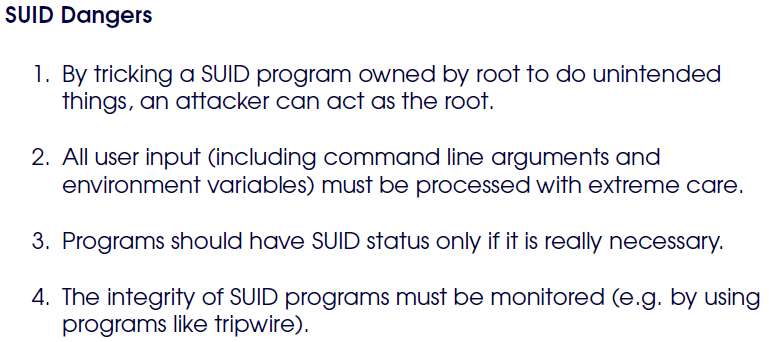 SUID Dangers
1. By tricking a SUID program owned by root to do unintended
things, an attacker can act as the root.
2. All user input (including command line arguments and
environment variables) must be processed with extreme care.
3. Programs should have SUID status only if it is really necessary.
4. The integrity of SUID programs must be monitored (e.g. by using
programs like tripwire).